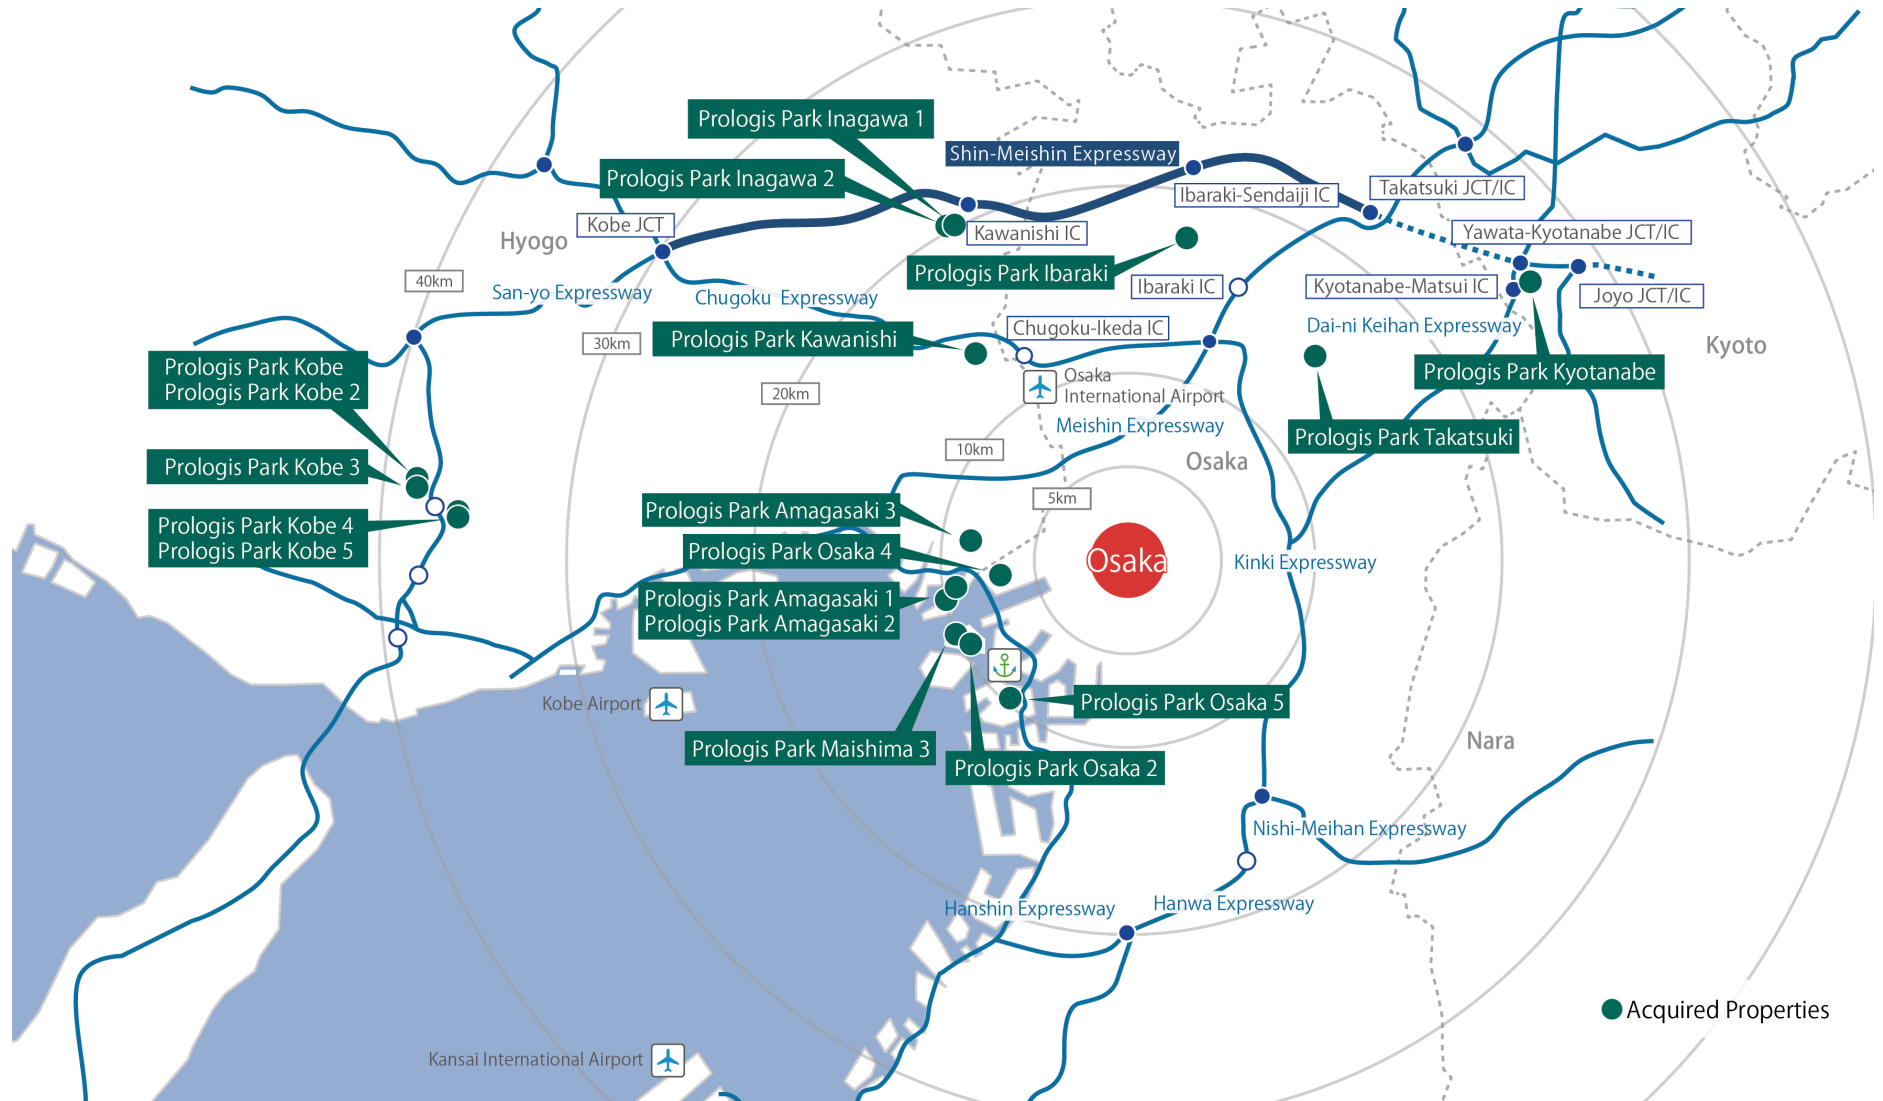 Prologis Park Inagawa 1
Shin-Meishin Expressway
Prologis Park Inagawa 2
Ibaraki-Sendaiji IC
Takatsuki JCT/IC
Kobe JCT
Kawanishi IC
Yawata-Kyotanabe JCT/IC
Hyogo
Prologis Park Ibaraki
40km
Ibaraki IC
Kyotanabe-Matsui IC
San-yo Expressway
Chugoku Expressway
Joyo JCT/IC
Chugoku-Ikeda IC
Dai-ni Keihan Expressway
30km
Prologis Park Kawanishi
Kyoto
Prologis Park Kobe
Prologis Park Kobe 2
Osaka
International Airport
Prologis Park Kyotanabe
20km
Meishin Expressway
Prologis Park Takatsuki
10km
Osaka
Prologis Park Kobe 3
5km
Prologis Park Amagasaki 3
Prologis Park Kobe 4
Prologis Park Kobe 5
Prologis Park Osaka 4
Osaka
Kinki Expressway
Prologis Park Amagasaki 1
Prologis Park Amagasaki 2
Kobe Airport
Prologis Park Osaka 5
Prologis Park Maishima 3
Nara
Prologis Park Osaka 2
Nishi-Meihan Expressway
Hanshin Expressway
Hanwa Expressway
Acquired Properties
Kansai International Airport